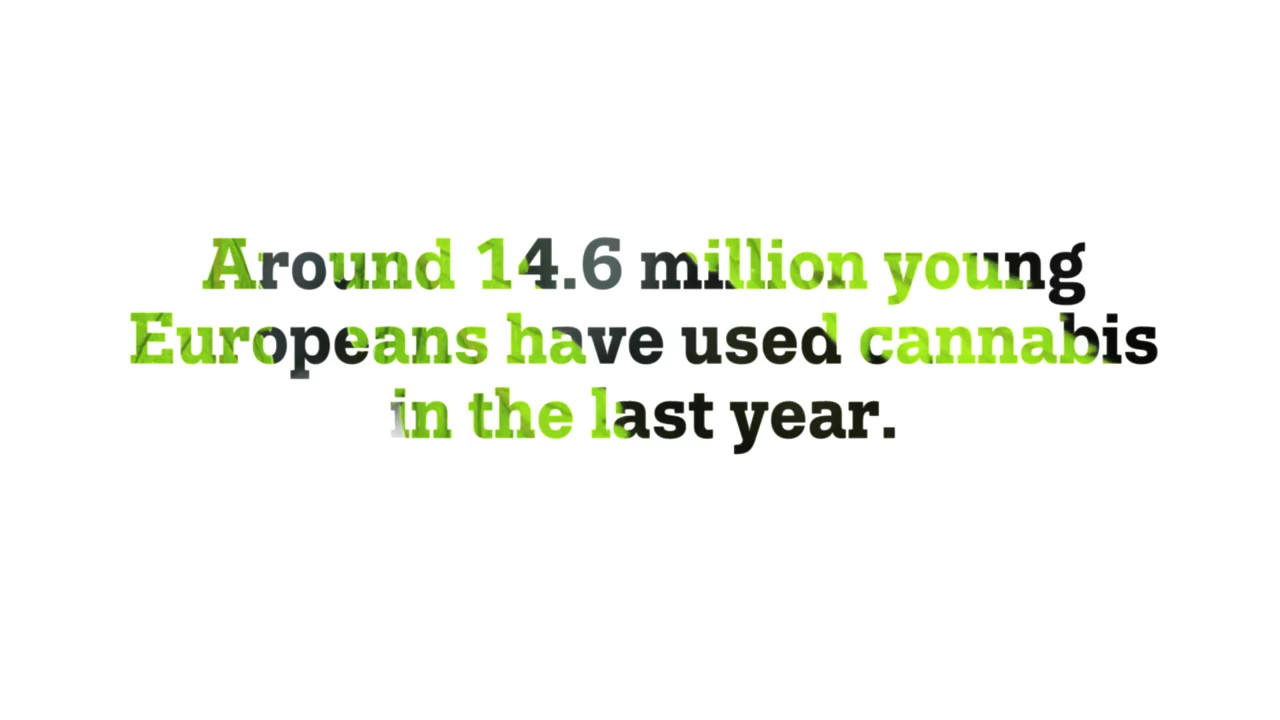 Around 14.6 million young
Europeans have used cannabis
in the last year.